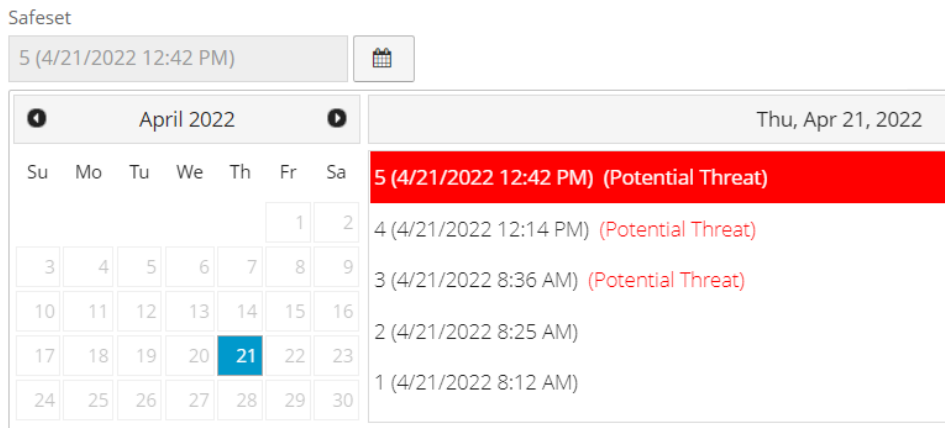 Safeset
5 (4/21/2022 12:42 PM)
April 2022
Su Mo Tu We Th Fr Sa
1 2
3 4 5 6 7 8 9
10 11 12 13 14 15 16
17 18 19 20 21 22 23
24 25 26 27 28 29 30
Thu, Apr 21, 2022
5 (4/21/2022 12:42 PM) (Potential Threat)
4 (4/21/2022 12:14 PM) (Potential Threat)
3 (4/21/2022 8:36 AM) (Potential Threat)
2 (4/21/2022 8:25 AM)
1 (4/21/2022 8:12 AM)